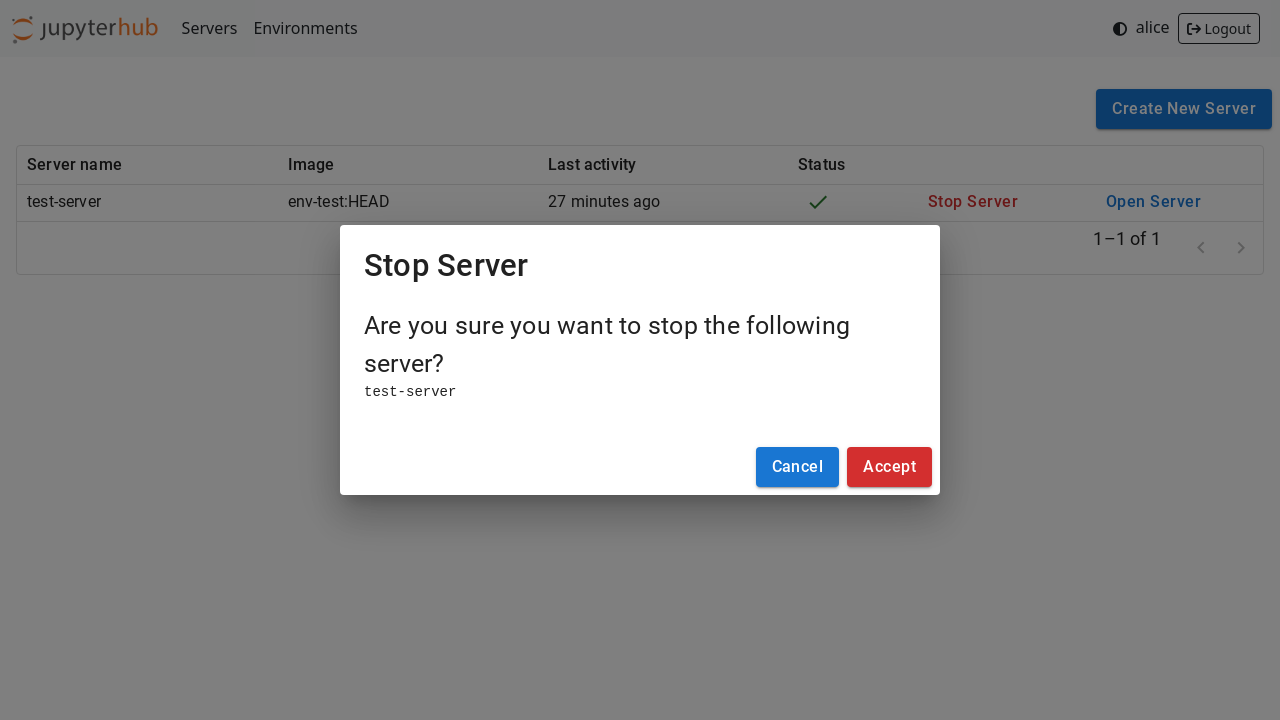 jupyterhub Servers Environments alice Logout
Create New Server
Server name Image Last activity Status
test-server env-test:HEAD 27 minutes ago Stop Server Open Server
1–1 of 1
Stop Server
Are you sure you want to stop the following
server?
test-server
Cancel Accept